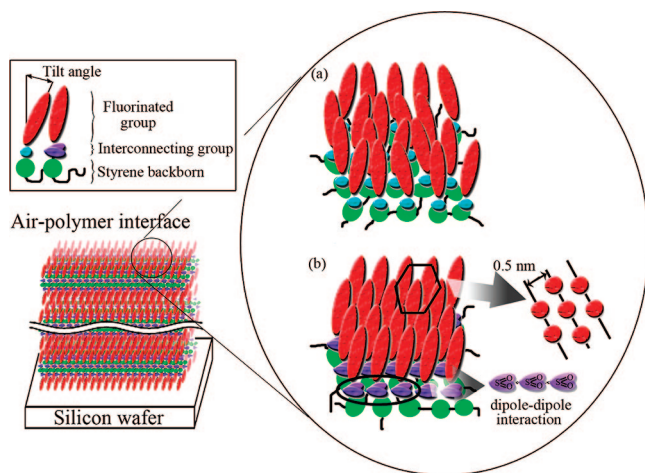 Tilt angle
Fluorinated
group
Interconnecting group
Styrene backborn
Air-polymer interface
Silicon wafer
(a)
(b)
0.5 nm
S O O S O O S O O
dipole-dipole
interaction